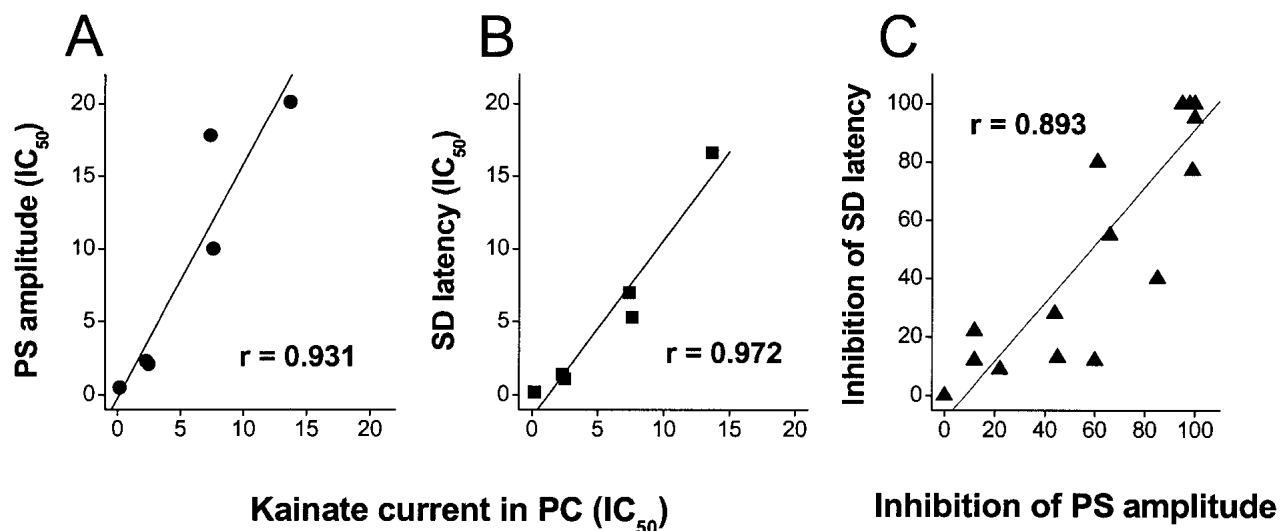 A
PS amplitude (IC50)
20
15
10
5
0
r = 0.931
0 5 10 15 20
B
SD latency (IC50)
20
15
10
5
0
r = 0.972
0 5 10 15 20
Kainate current in PC (IC50)
C
Inhibition of SD latency
100
80
60
40
20
0
r = 0.893
0 20 40 60 80 100
Inhibition of PS amplitude